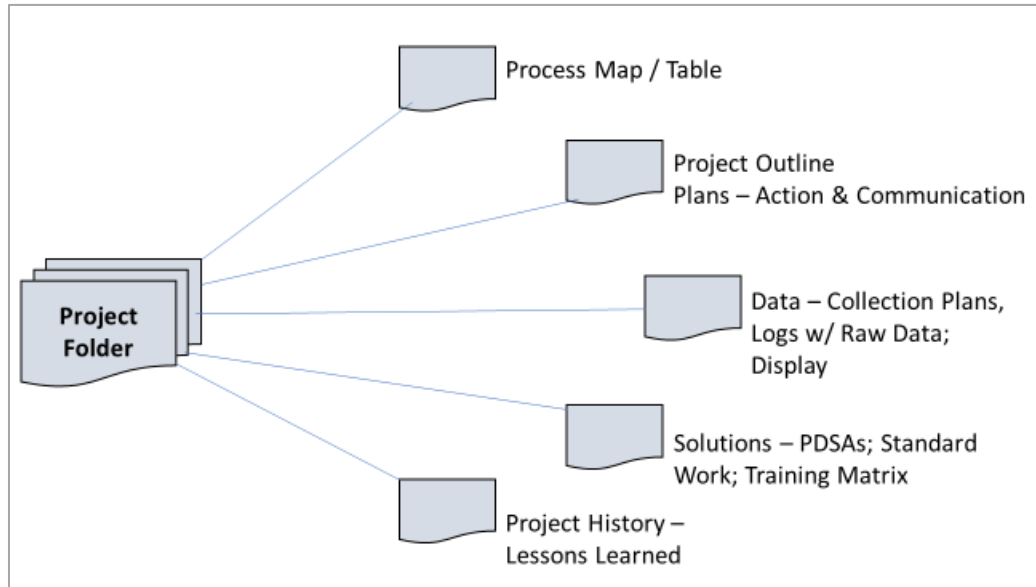 Process Map / Table
Project Outline
Plans – Action & Communication
Project
Folder
Data – Collection Plans,
Logs w/ Raw Data;
Display
Solutions – PDSAs; Standard
Work; Training Matrix
Project History –
Lessons Learned